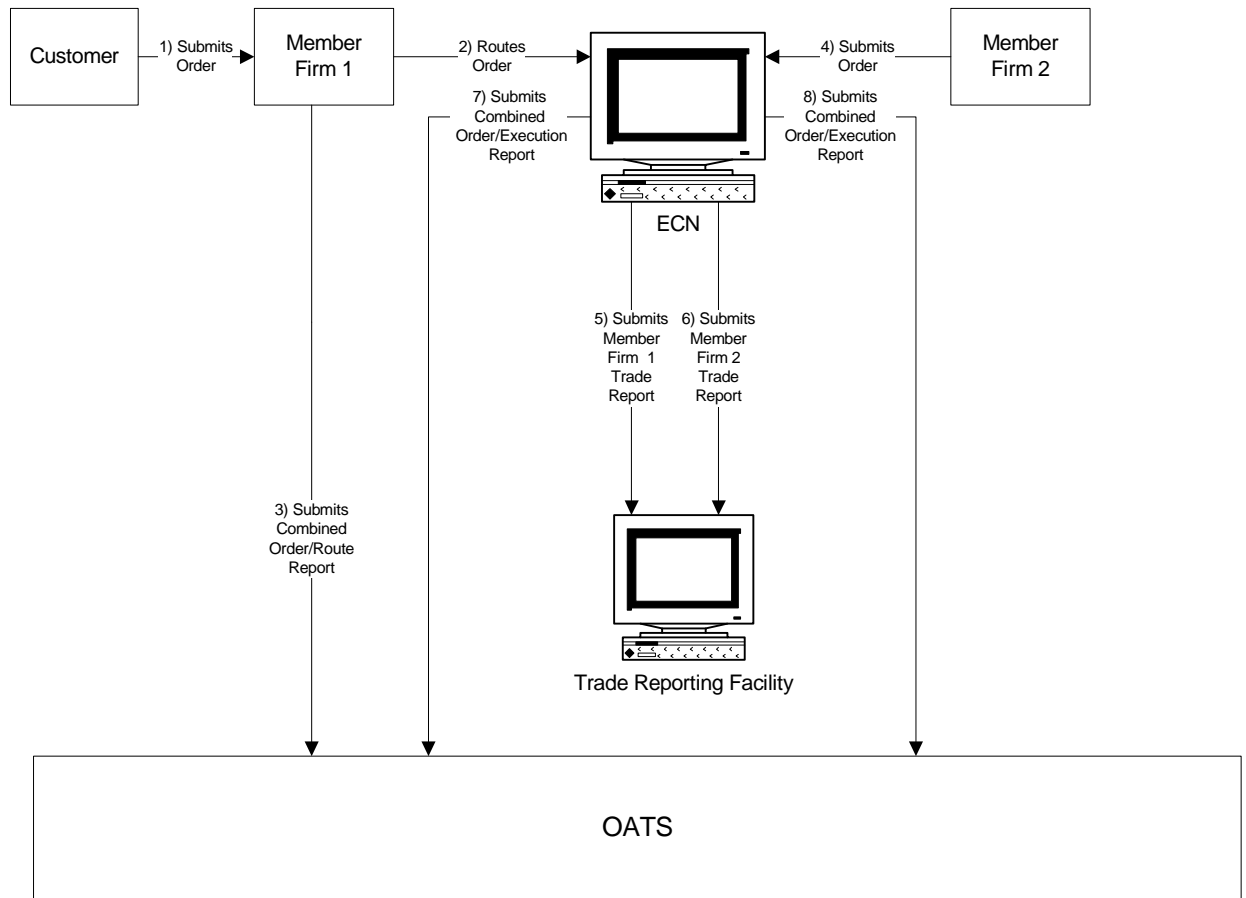 Customer
1) Submits
Order
Member
Firm 1
2) Routes
Order
4) Submits
Order
Member
Firm 2
7) Submits
Combined
Order/Execution
Report
8) Submits
Combined
Order/Execution
Report
ECN
5) Submits
Member
Firm 1
Trade
Report
6) Submits
Member
Firm 2
Trade
Report
3) Submits
Combined
Order/Route
Report
Trade Reporting Facility
OATS